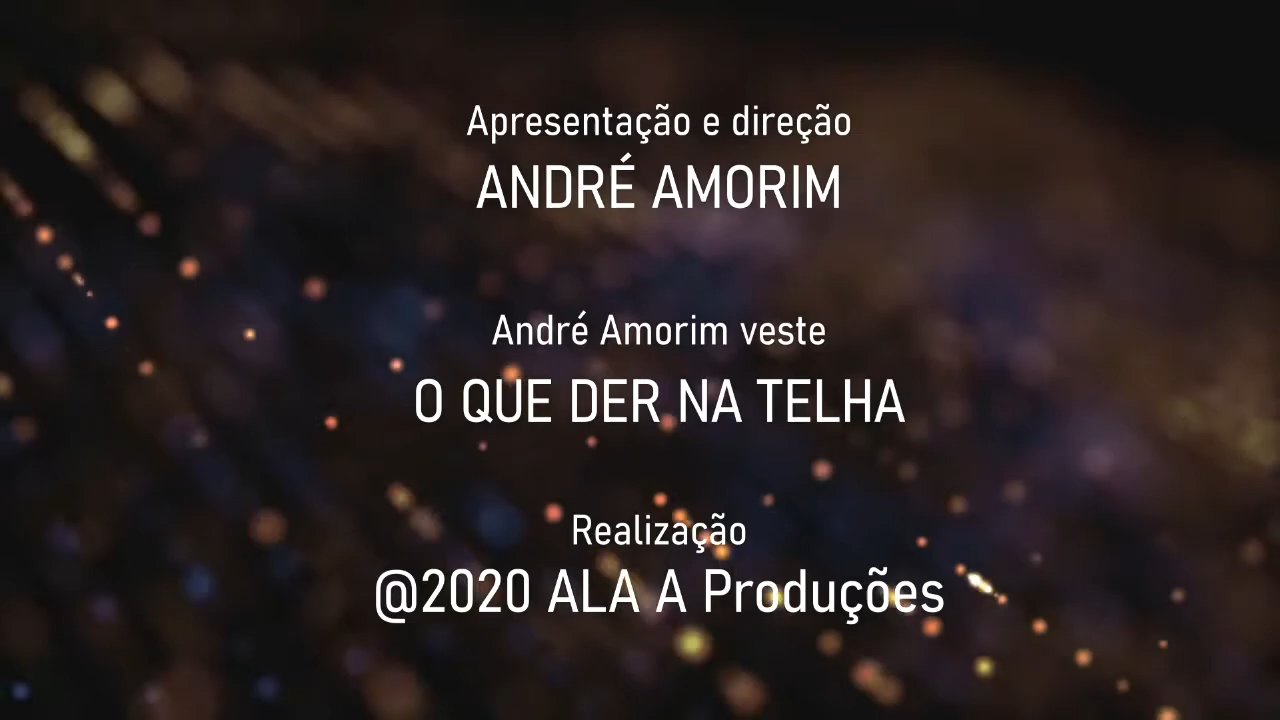 Apresentação e direção
ANDRÉ AMORIM
André Amorim veste
O QUE DER NA TELHA
Realização
@2020 ALA A Produções